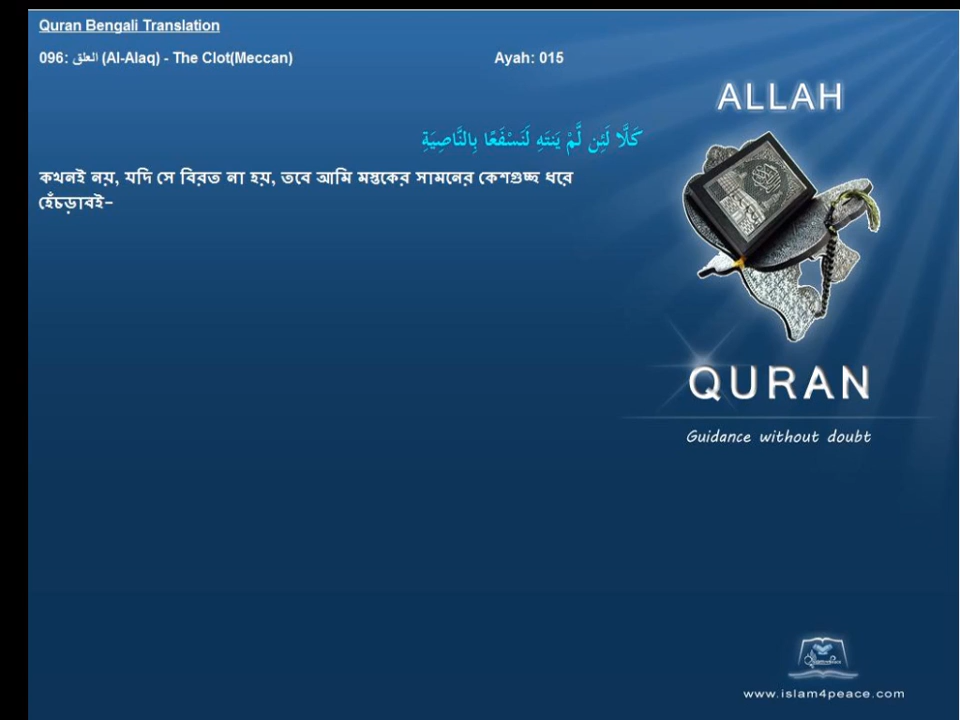 Quran Bengali Translation
096: العلق (Al-Alaq) - The Clot(Meccan) Ayah: 015
ALLAH
كَلَّا لَئِن لَّمْ يَنتَهِ لَنَسْفَعًا بِالنَّاصِيَةِ
কখনই নয়, যদি সে বিরত না হয়, তবে আমি মস্তকের সামনের কেশগুচ্ছ ধরে
হেঁচড়াবই-
QURAN
Guidance without doubt
www.islam4peace.com